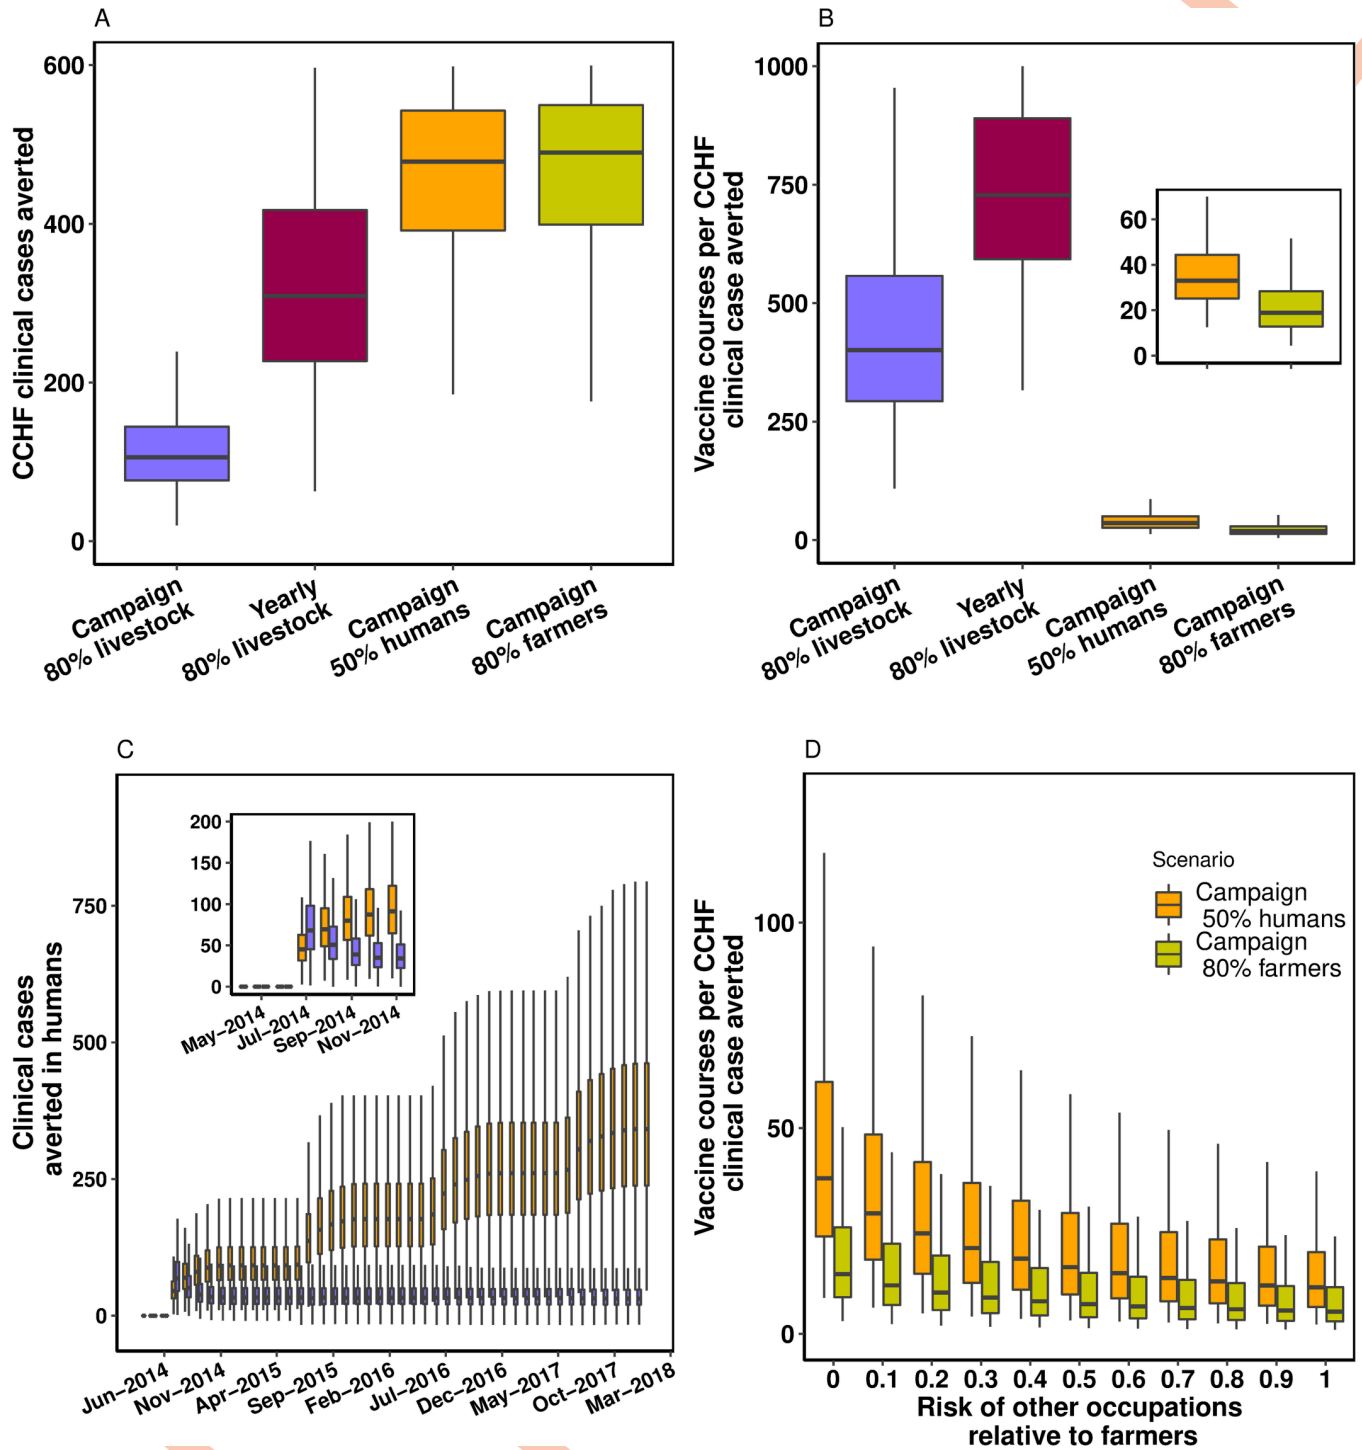 A
CCHF clinical cases averted
600
400
200
0
Campaign
80% livestock
Yearly
80% livestock
Campaign
50% humans
Campaign
80% farmers
B
Vaccine courses per CCHF
clinical case averted
1000
750
500
250
0
60
40
20
0
Campaign
80% livestock
Yearly
80% livestock
Campaign
50% humans
Campaign
80% farmers
C
Clinical cases
averted in humans
750
500
250
0
200
150
100
50
0
May−2014
Jul−2014
Sep−2014
Nov−2014
Jun−2014
Nov−2014
Apr−2015
Sep−2015
Feb−2016
Jul−2016
Dec−2016
May−2017
Oct−2017
Mar−2018
D
Vaccine courses per CCHF
clinical case averted
100
50
0
Scenario
Campaign
50% humans
Campaign
80% farmers
0 0.1 0.2 0.3 0.4 0.5 0.6 0.7 0.8 0.9 1
Risk of other occupations
relative to farmers